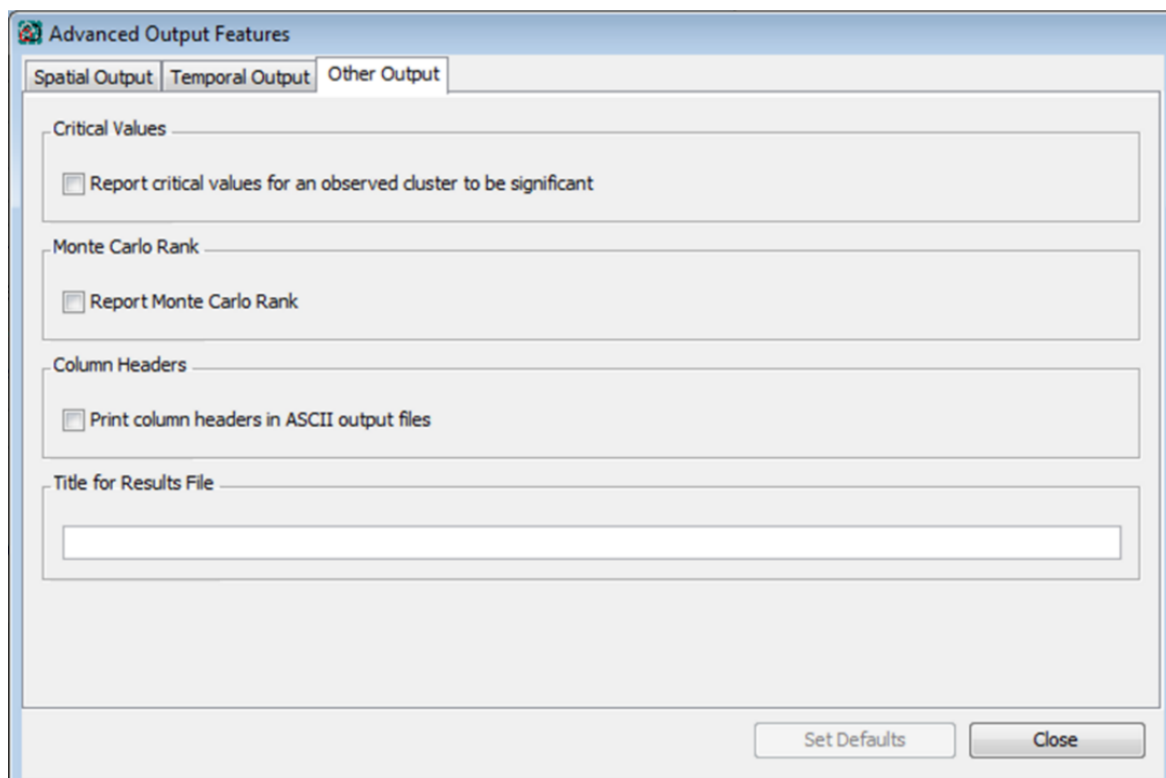 Advanced Output Features
Spatial Output Temporal Output Other Output
Critical Values
Report critical values for an observed cluster to be significant
Monte Carlo Rank
Report Monte Carlo Rank
Column Headers
Print column headers in ASCII output files
Title for Results File
Set Defaults Close